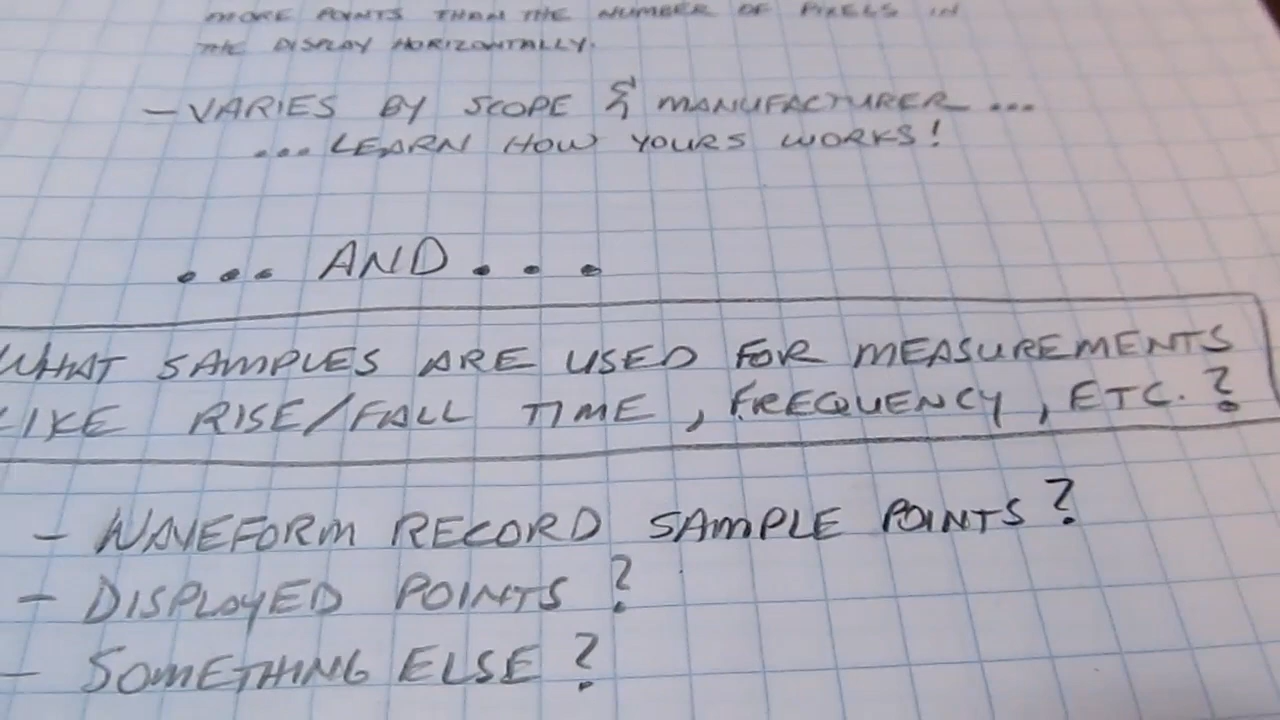 MORE POINTS THAN THE NUMBER OF PIXELS IN
THE DISPLAY HORIZONTALLY.
- VARIES BY SCOPE & MANUFACTURER ...
... LEARN HOW YOURS WORKS!
... AND ...
WHAT SAMPLES ARE USED FOR MEASUREMENTS
LIKE RISE/FALL TIME, FREQUENCY, ETC.?
- WAVEFORM RECORD SAMPLE POINTS?
- DISPLAYED POINTS?
- SOMETHING ELSE?